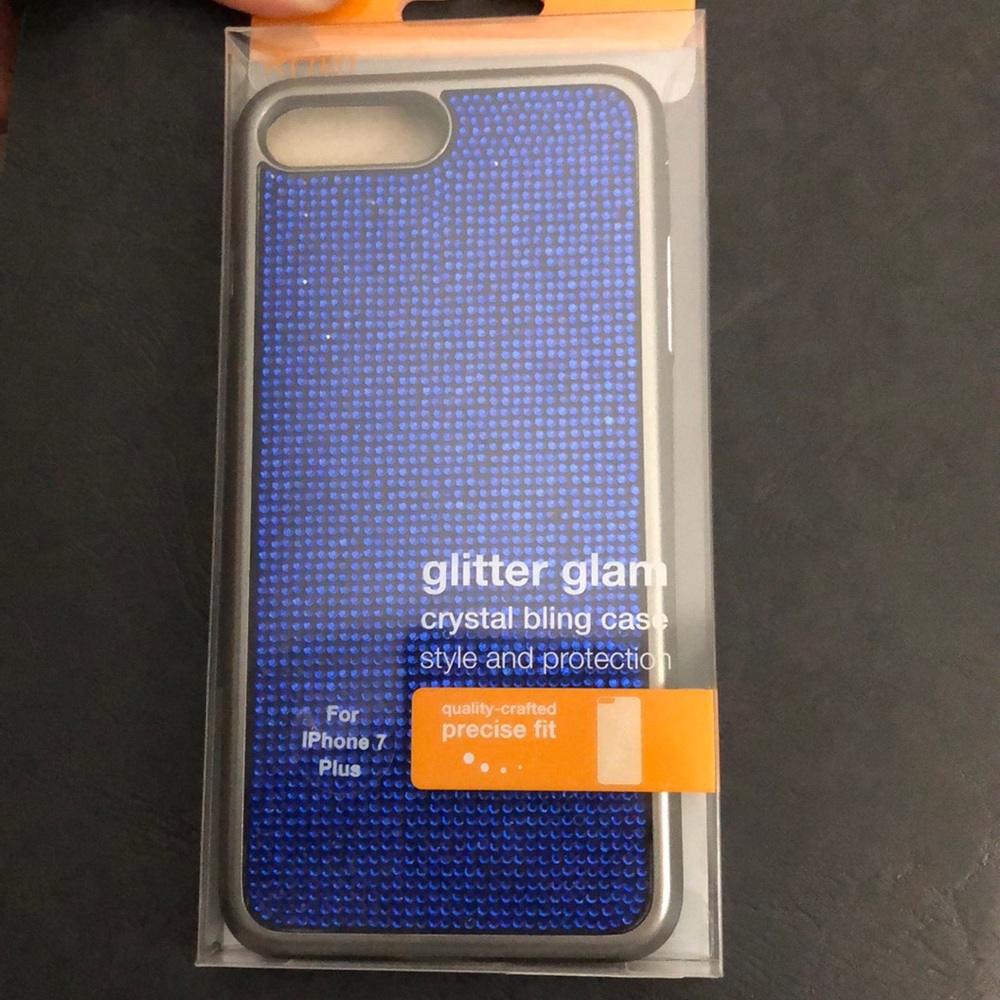 glitter glam
crystal bling case
style and protection
quality-crafted
precise fit
For
IPhone 7
Plus